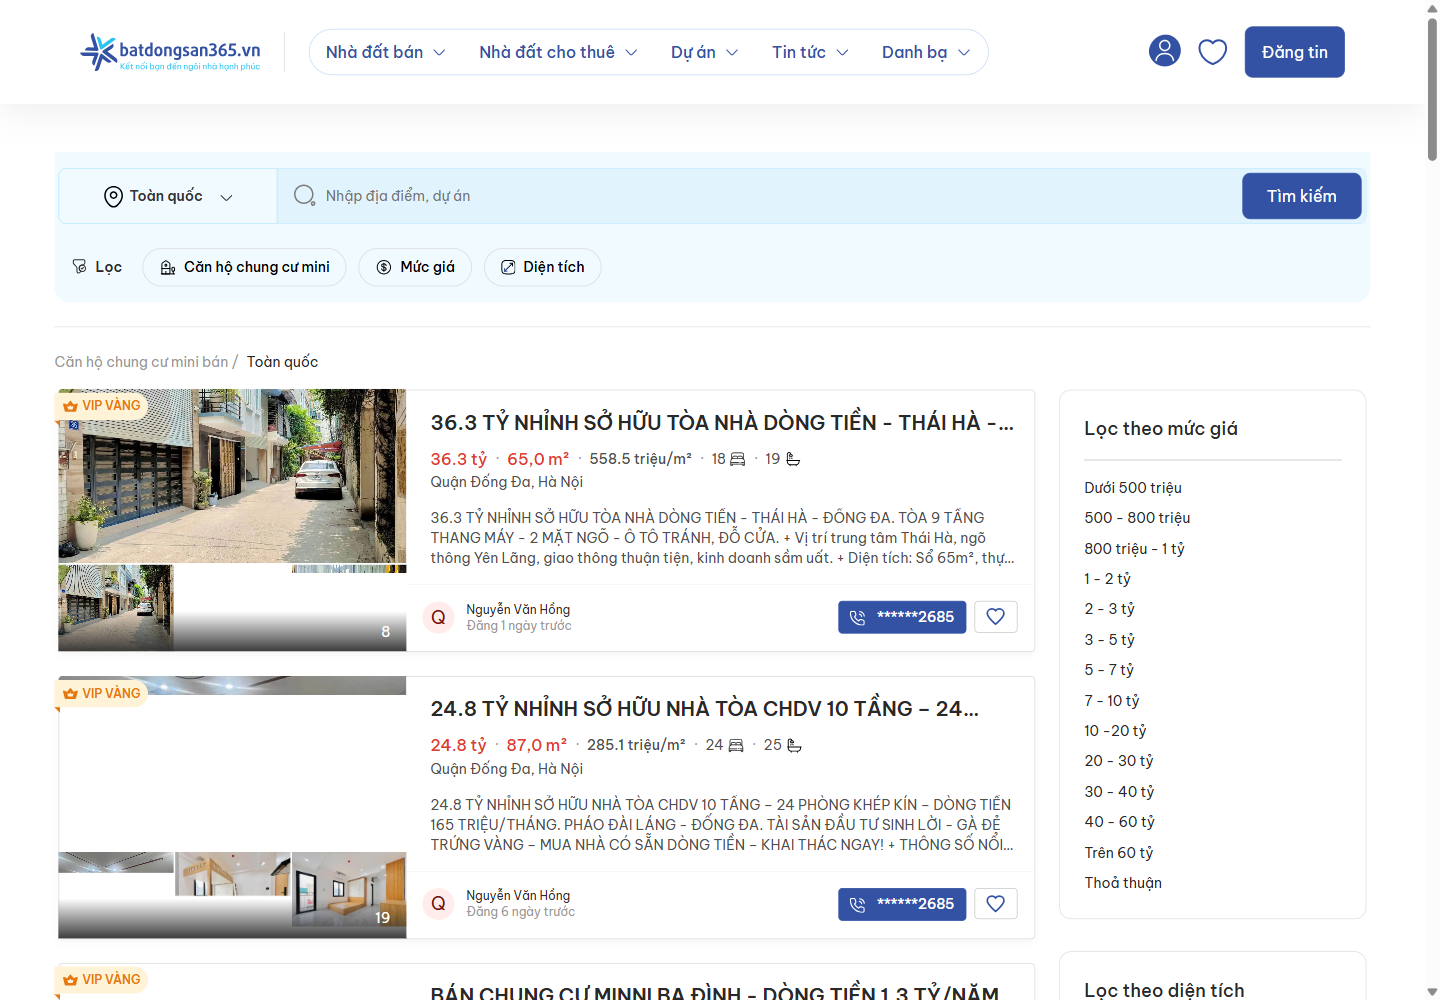 batdongsan365.vn
Kết nối bạn đến ngôi nhà hạnh phúc
Nhà đất bán
Nhà đất cho thuê
Dự án
Tin tức
Danh bạ
Đăng tin
Toàn quốc
Nhập địa điểm, dự án
Tìm kiếm
Lọc
Căn hộ chung cư mini
Mức giá
Diện tích
Căn hộ chung cư mini bán / Toàn quốc
VIP VÀNG
8
36.3 TỶ NHỈNH SỞ HỮU TÒA NHÀ DÒNG TIỀN - THÁI HÀ -...
36.3 tỷ · 65,0 m² · 558.5 triệu/m² · 18 · 19
Quận Đống Đa, Hà Nội
36.3 TỶ NHỈNH SỞ HỮU TÒA NHÀ DÒNG TIỀN - THÁI HÀ - ĐỐNG ĐA. TÒA 9 TẦNG
THANG MÁY - 2 MẶT NGÕ - Ô TÔ TRÁNH, ĐỖ CỬA. + Vị trí trung tâm Thái Hà, ngõ
thông Yên Lãng, giao thông thuận tiện, kinh doanh sầm uất. + Diện tích: Sổ 65m², thự...
Q
Nguyễn Văn Hồng
Đăng 1 ngày trước
******2685
VIP VÀNG
19
24.8 TỶ NHỈNH SỞ HỮU NHÀ TÒA CHDV 10 TẦNG – 24...
24.8 tỷ · 87,0 m² · 285.1 triệu/m² · 24 · 25
Quận Đống Đa, Hà Nội
24.8 TỶ NHỈNH SỞ HỮU NHÀ TÒA CHDV 10 TẦNG – 24 PHÒNG KHÉP KÍN – DÒNG TIỀN
165 TRIỆU/THÁNG. PHÁO ĐÀI LÁNG - ĐỐNG ĐA. TÀI SẢN ĐẦU TƯ SINH LỜI - GÀ ĐẺ
TRỨNG VÀNG – MUA NHÀ CÓ SẴN DÒNG TIỀN – KHAI THÁC NGAY! + THÔNG SỐ NỔI...
Q
Nguyễn Văn Hồng
Đăng 6 ngày trước
******2685
VIP VÀNG
BÁN CHUNG CƯ MINNI BA ĐÌNH - DÒNG TIỀN 1.3 TỶ/NĂM
Lọc theo mức giá
Dưới 500 triệu
500 - 800 triệu
800 triệu - 1 tỷ
1 - 2 tỷ
2 - 3 tỷ
3 - 5 tỷ
5 - 7 tỷ
7 - 10 tỷ
10 -20 tỷ
20 - 30 tỷ
30 - 40 tỷ
40 - 60 tỷ
Trên 60 tỷ
Thoả thuận
Lọc theo diện tích